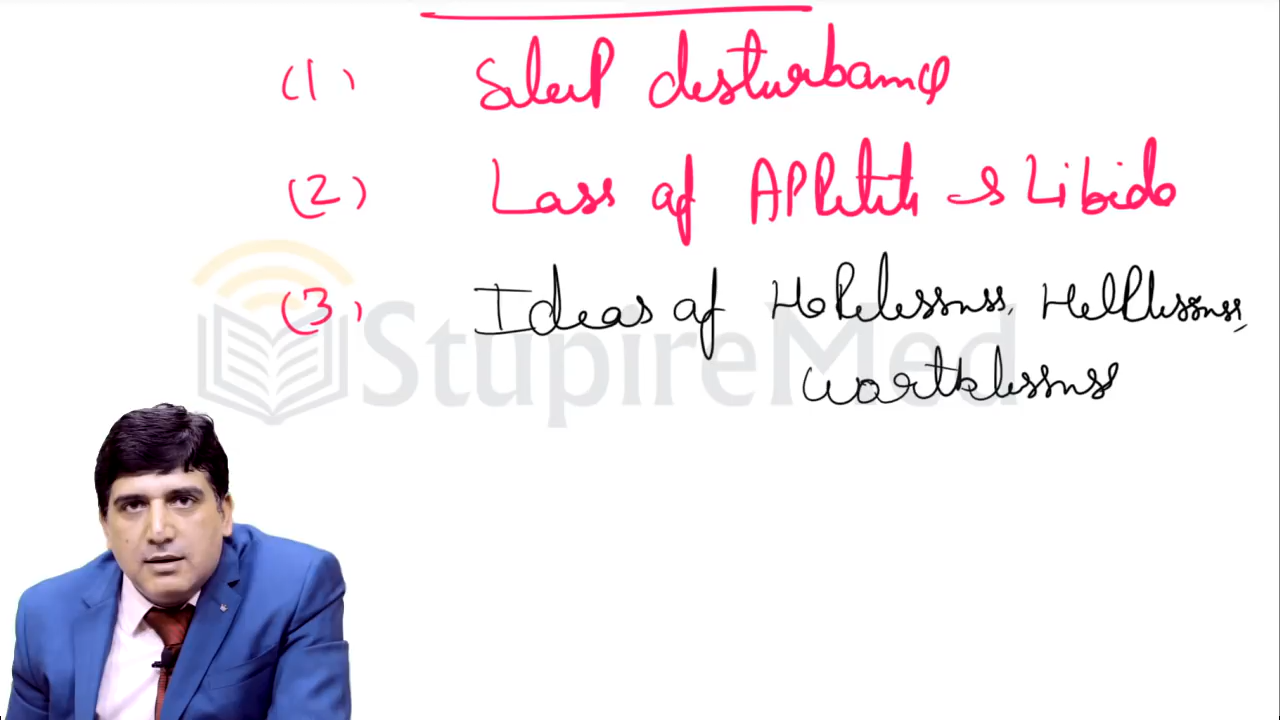 (1) Sleep disturbance
(2) Loss of APPetite & Libido
(3) Ideas of HoPelessness, HelPlessness,
worthlessness
StupireMed